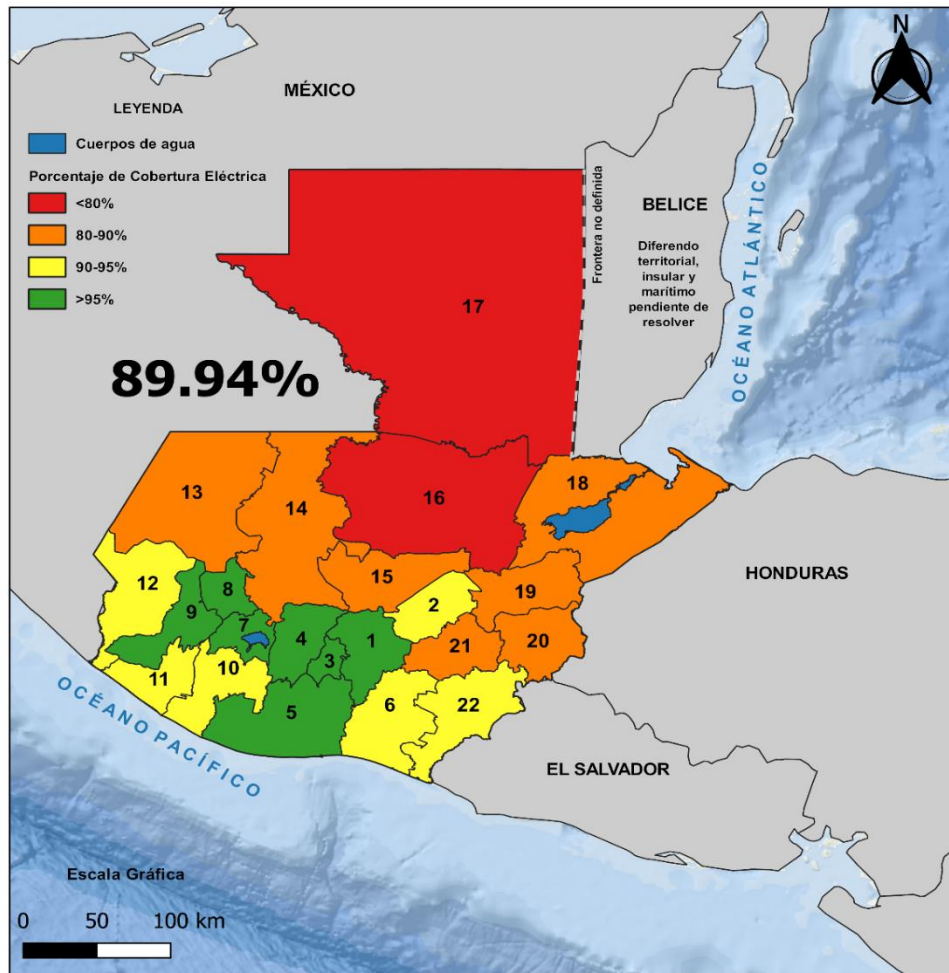 N
MÉXICO
LEYENDA
Cuerpos de agua
Porcentaje de Cobertura Eléctrica
<80%
80-90%
90-95%
>95%
Frontera no definida
BELICE
Diferendo
territorial,
insular y
marítimo
pendiente de
resolver
OCÉANO ATLÁNTICO
17
89.94%
13
14
16
18
15
12
8
2
19
9
7
4
1
20
3
21
10
11
5
6
22
HONDURAS
OCÉANO PACÍFICO
EL SALVADOR
Escala Gráfica
0 50 100 km